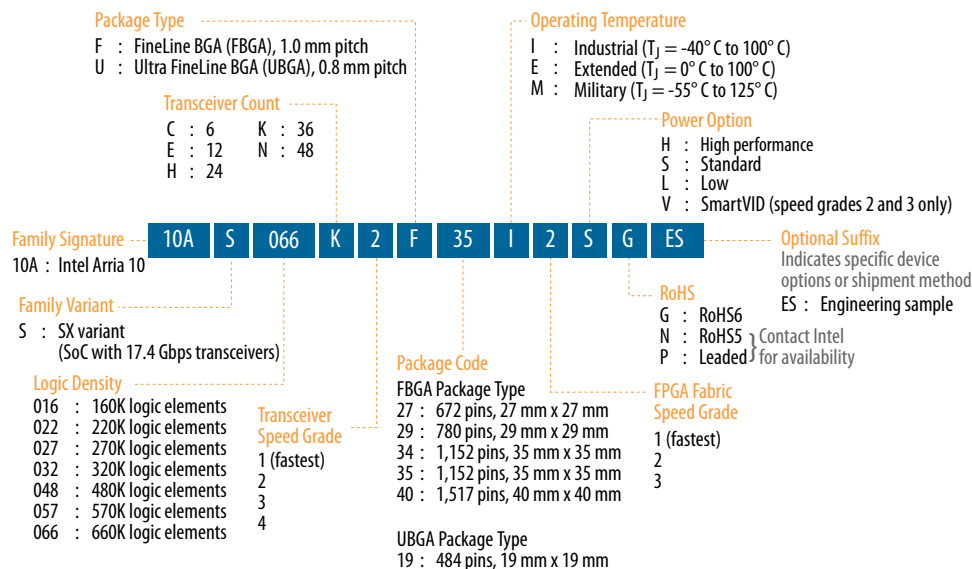 Package Type
F : FineLine BGA (FBGA), 1.0 mm pitch
U : Ultra FineLine BGA (UBGA), 0.8 mm pitch
Operating Temperature
I : Industrial (TJ = -40° C to 100° C)
E : Extended (TJ = 0° C to 100° C)
M : Military (TJ = -55° C to 125° C)
Transceiver Count
C : 6 K : 36
E : 12 N : 48
H : 24
Power Option
H : High performance
S : Standard
L : Low
V : SmartVID (speed grades 2 and 3 only)
Family Signature
10A : Intel Arria 10
10A S 066 K 2 F 35 I 2 S G ES
Optional Suffix
Indicates specific device
options or shipment method
ES : Engineering sample
Family Variant
S : SX variant
(SoC with 17.4 Gbps transceivers)
RoHS
G : RoHS6
N : RoHS5
P : Leaded
Contact Intel
for availability
Logic Density
016 : 160K logic elements
022 : 220K logic elements
027 : 270K logic elements
032 : 320K logic elements
048 : 480K logic elements
057 : 570K logic elements
066 : 660K logic elements
Transceiver
Speed Grade
1 (fastest)
2
3
4
Package Code
FBGA Package Type
27 : 672 pins, 27 mm x 27 mm
29 : 780 pins, 29 mm x 29 mm
34 : 1,152 pins, 35 mm x 35 mm
35 : 1,152 pins, 35 mm x 35 mm
40 : 1,517 pins, 40 mm x 40 mm
UBGA Package Type
19 : 484 pins, 19 mm x 19 mm
FPGA Fabric
Speed Grade
1 (fastest)
2
3